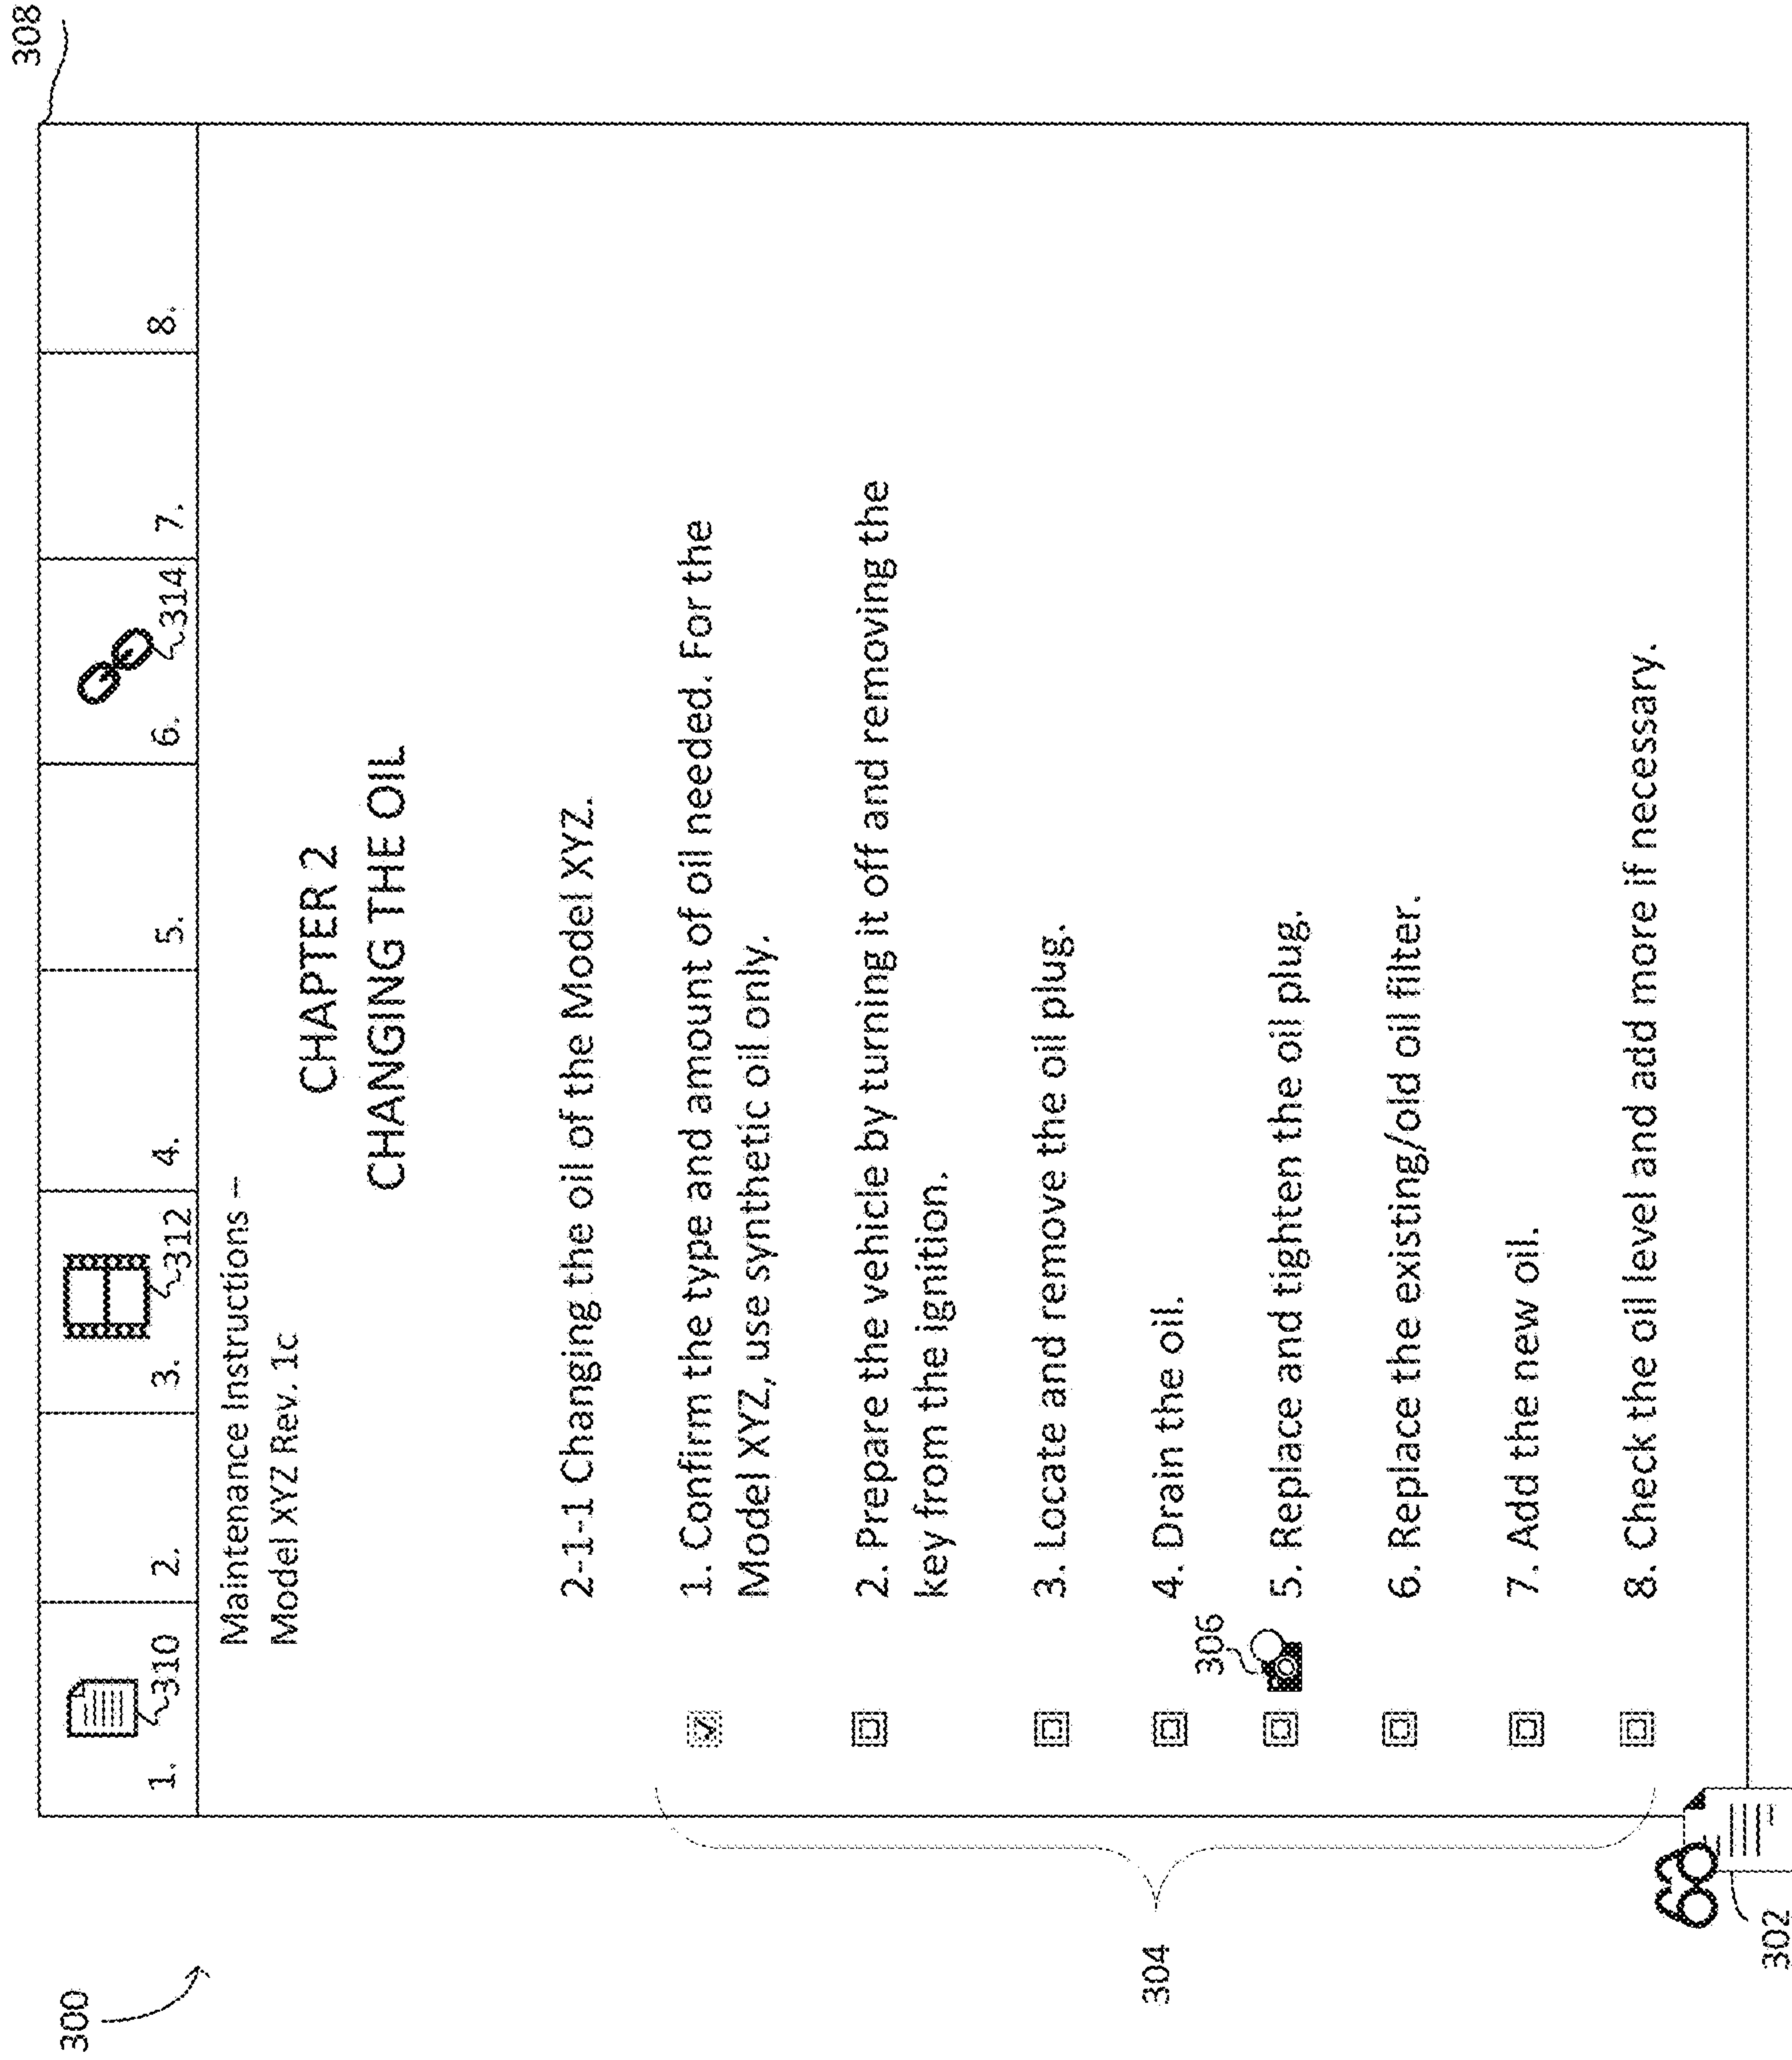 300
308
1. 310
2.
3. 312
4.
5.
6. 314
7.
8.
Maintenance Instructions –
Model XYZ Rev. 1c
CHAPTER 2
CHANGING THE OIL
2-1-1 Changing the oil of the Model XYZ.
1. Confirm the type and amount of oil needed. For the
Model XYZ, use synthetic oil only.
2. Prepare the vehicle by turning it off and removing the
key from the ignition.
3. Locate and remove the oil plug.
304
4. Drain the oil.
306
5. Replace and tighten the oil plug.
6. Replace the existing/old oil filter.
7. Add the new oil.
8. Check the oil level and add more if necessary.
302